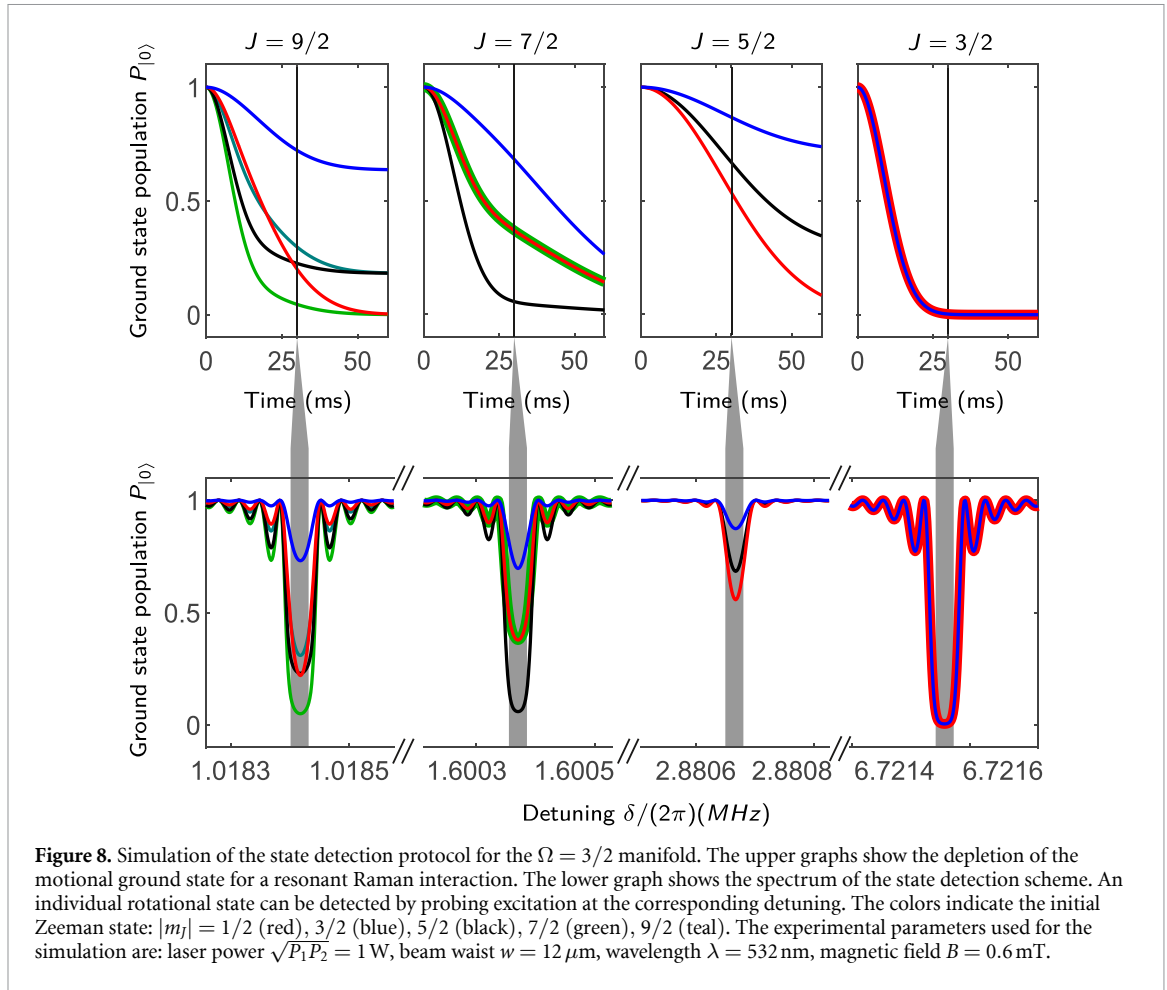 J = 9/2 J = 7/2 J = 5/2 J = 3/2
Ground state population P|0⟩
1
0.5
0
0 25 50 0 25 50 0 25 50 0 25 50
Time (ms) Time (ms) Time (ms) Time (ms)
Ground state population P|0⟩
1
0.5
0
1.0183 1.0185 1.6003 1.6005 2.8806 2.8808 6.7214 6.7216
Detuning δ/(2π)(MHz)
Figure 8. Simulation of the state detection protocol for the Ω = 3/2 manifold. The upper graphs show the depletion of the
motional ground state for a resonant Raman interaction. The lower graph shows the spectrum of the state detection scheme. An
individual rotational state can be detected by probing excitation at the corresponding detuning. The colors indicate the initial
Zeeman state: |mJ| = 1/2 (red), 3/2 (blue), 5/2 (black), 7/2 (green), 9/2 (teal). The experimental parameters used for the
simulation are: laser power √P1P2 = 1 W, beam waist w = 12 μm, wavelength λ = 532 nm, magnetic field B = 0.6 mT.